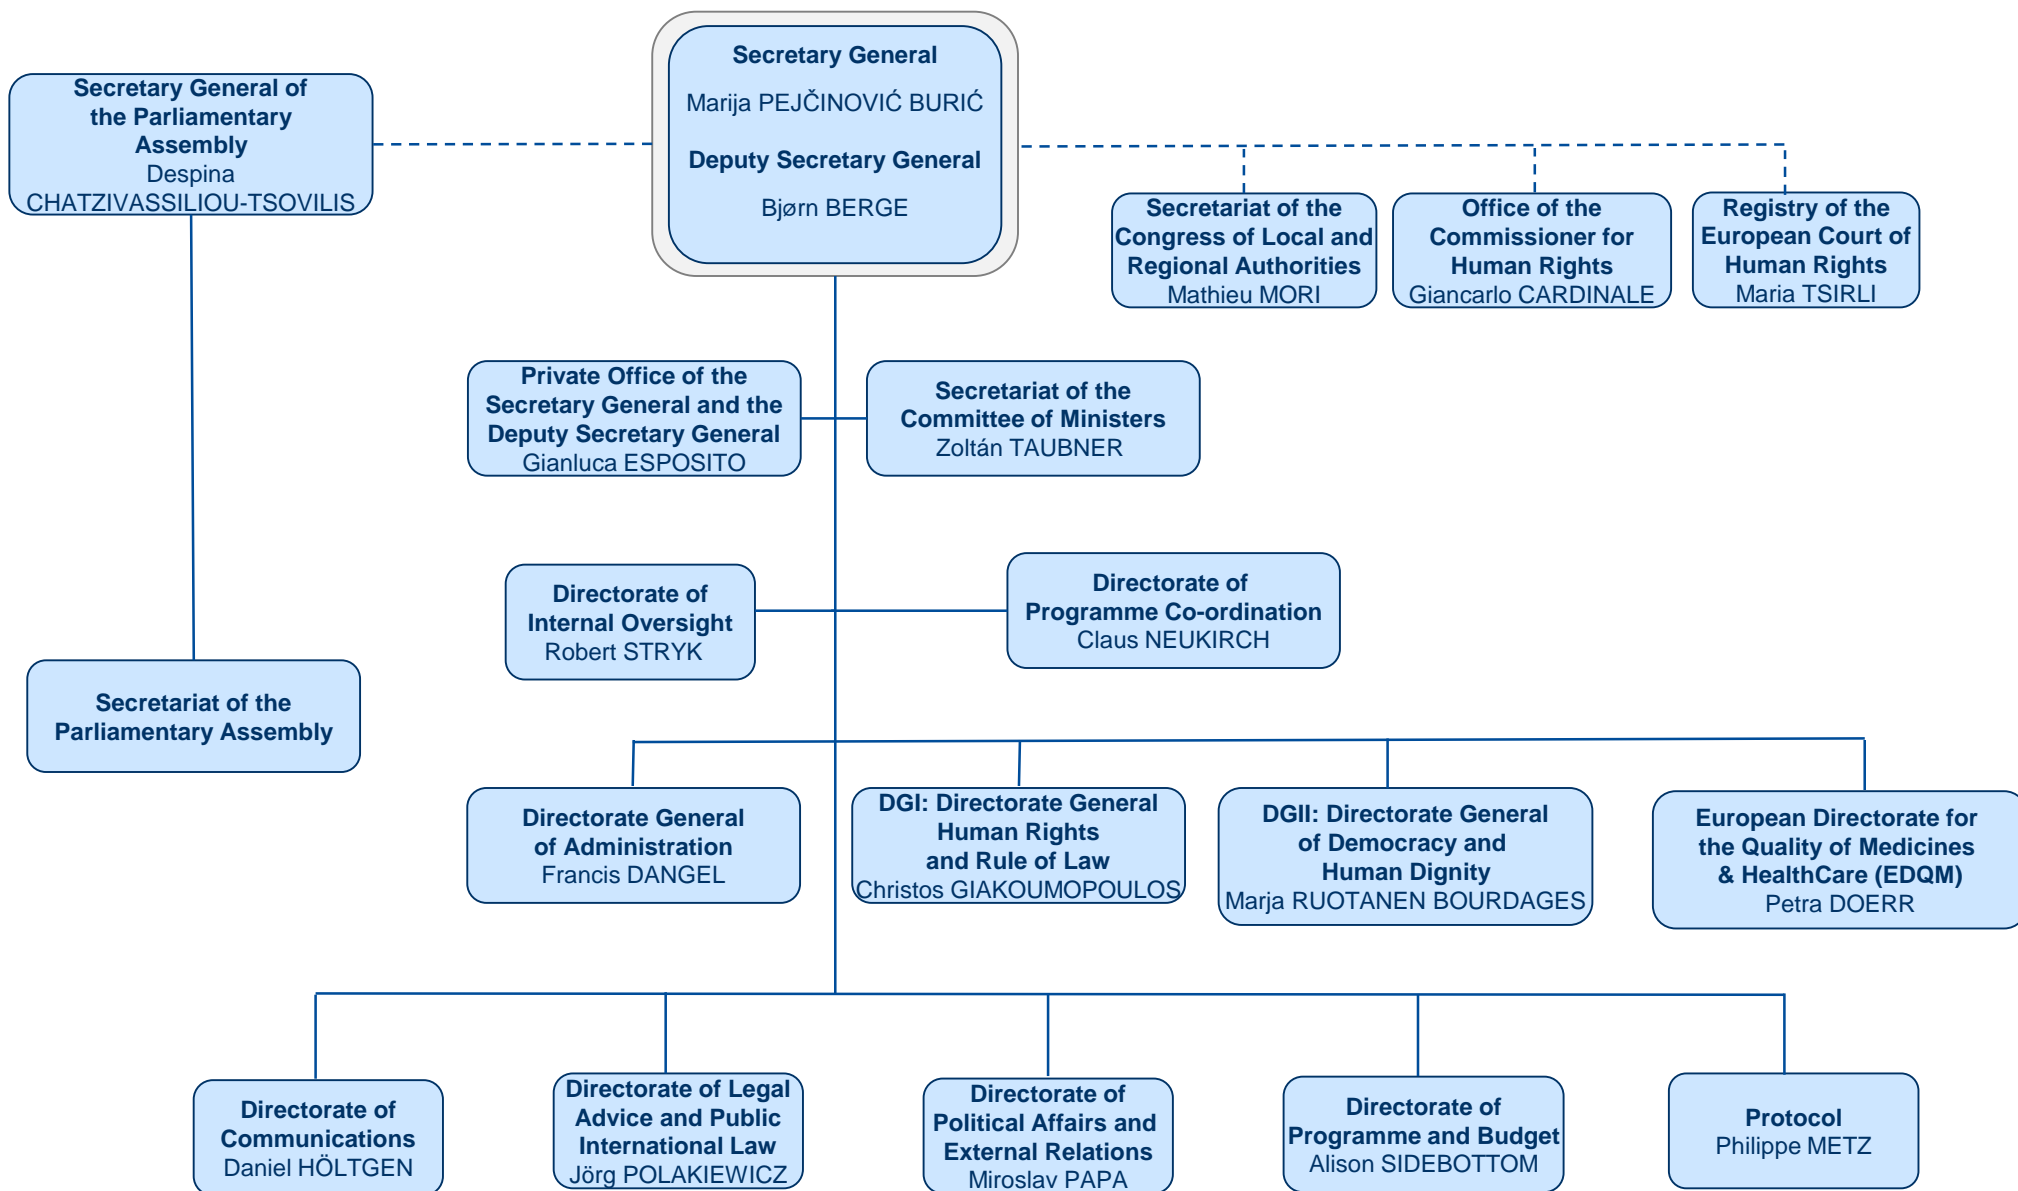 Secretary General of
the Parliamentary
Assembly
Despina
CHATZIVASSILIOU-TSOVILIS
Secretary General
Marija PEJČINOVIĆ BURIĆ
Deputy Secretary General
Bjørn BERGE
Secretariat of the
Congress of Local and
Regional Authorities
Mathieu MORI
Office of the
Commissioner for
Human Rights
Giancarlo CARDINALE
Registry of the
European Court of
Human Rights
Maria TSIRLI
Private Office of the
Secretary General and the
Deputy Secretary General
Gianluca ESPOSITO
Secretariat of the
Committee of Ministers
Zoltán TAUBNER
Directorate of
Internal Oversight
Robert STRYK
Directorate of
Programme Co-ordination
Claus NEUKIRCH
Secretariat of the
Parliamentary Assembly
Directorate General
of Administration
Francis DANGEL
DGI: Directorate General
Human Rights
and Rule of Law
Christos GIAKOUMOPOULOS
DGII: Directorate General
of Democracy and
Human Dignity
Marja RUOTANEN BOURDAGES
European Directorate for
the Quality of Medicines
& HealthCare (EDQM)
Petra DOERR
Directorate of
Communications
Daniel HÖLTGEN
Directorate of Legal
Advice and Public
International Law
Jörg POLAKIEWICZ
Directorate of
Political Affairs and
External Relations
Miroslav PAPA
Directorate of
Programme and Budget
Alison SIDEBOTTOM
Protocol
Philippe METZ